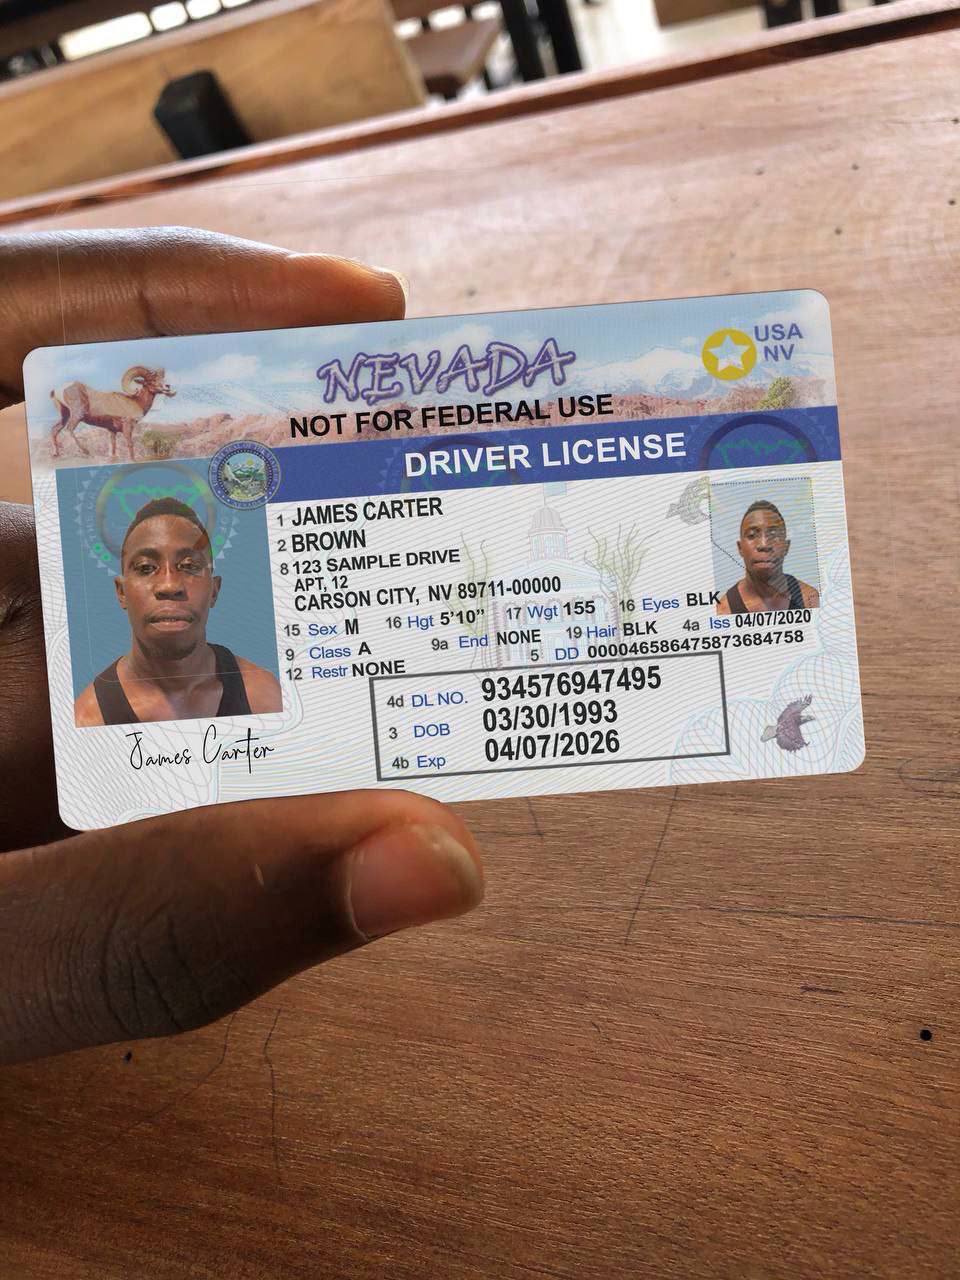 NEVADA
USA
NV
NOT FOR FEDERAL USE
DRIVER LICENSE
1 JAMES CARTER
2 BROWN
8 123 SAMPLE DRIVE
APT, 12
CARSON CITY, NV 89711-00000
15 Sex M 16 Hgt 5'10" 17 Wgt 155 16 Eyes BLK
9 Class A 9a End NONE 19 Hair BLK 4a Iss 04/07/2020
12 Restr NONE 5 DD 000046586475873684758
4d DL NO. 934576947495
3 DOB 03/30/1993
4b Exp 04/07/2026
James Carter